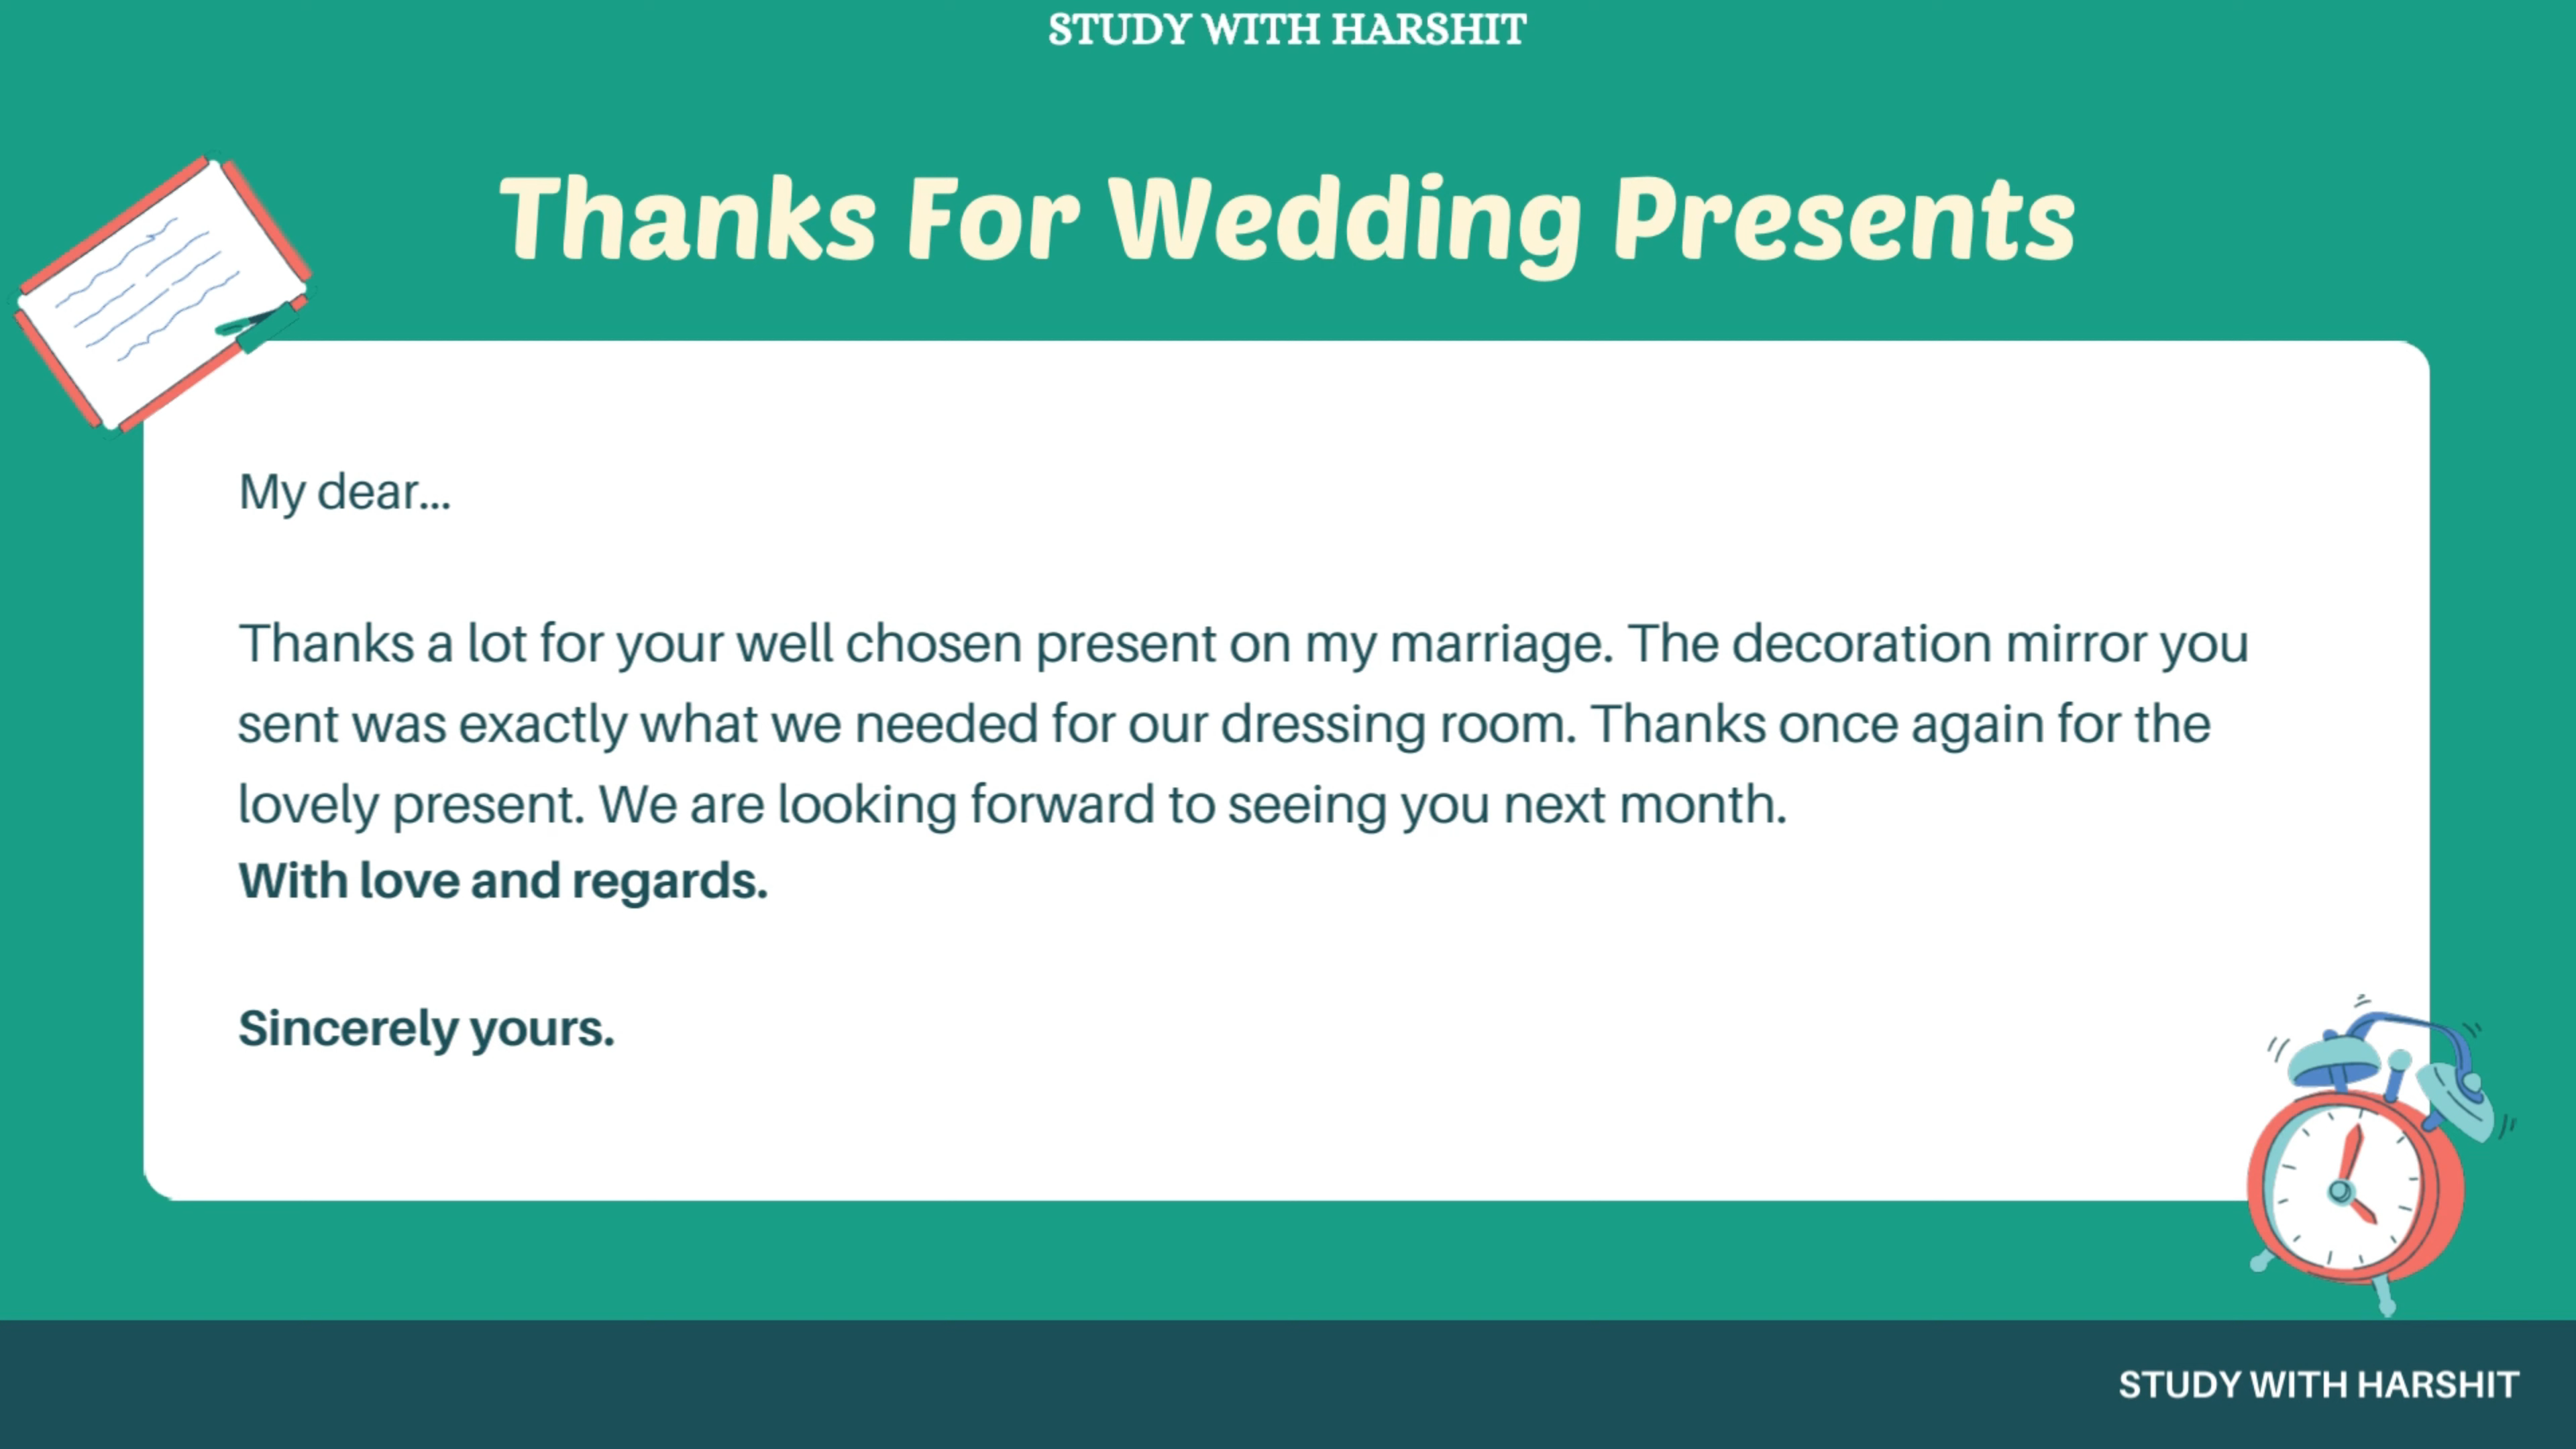 STUDY WITH HARSHIT
Thanks For Wedding Presents
My dear...
Thanks a lot for your well chosen present on my marriage. The decoration mirror you
sent was exactly what we needed for our dressing room. Thanks once again for the
lovely present. We are looking forward to seeing you next month.
With love and regards.
Sincerely yours.
STUDY WITH HARSHIT